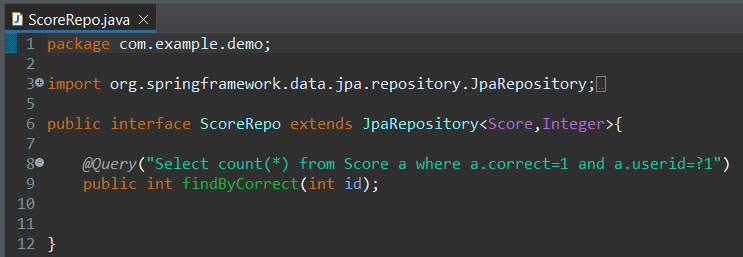 ScoreRepo.java
1 package com.example.demo;
2
3 import org.springframework.data.jpa.repository.JpaRepository;
5
6 public interface ScoreRepo extends JpaRepository<Score,Integer>{
7
8 @Query("Select count(*) from Score a where a.correct=1 and a.userid=?1")
9 public int findByCorrect(int id);
10
11
12 }